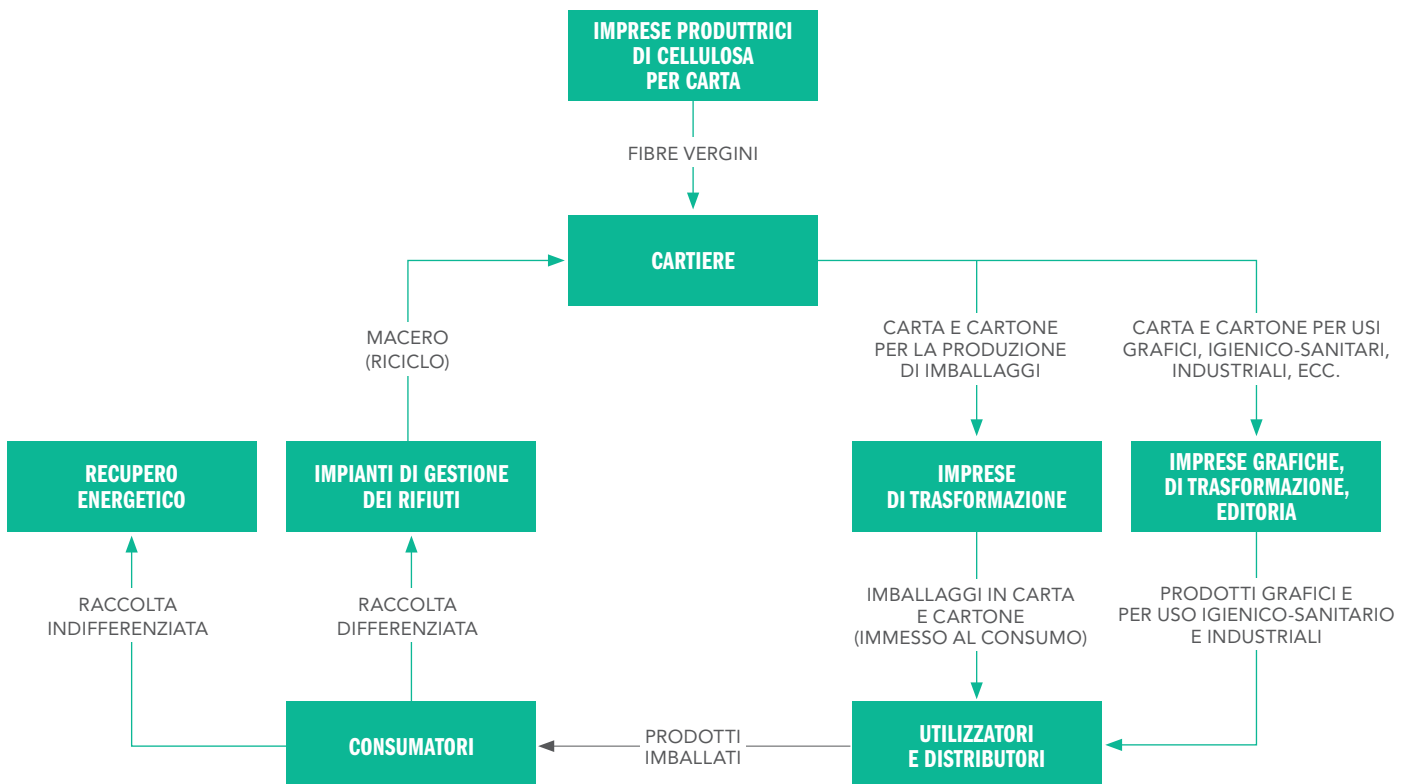 IMPRESE PRODUTTRICI
DI CELLULOSA
PER CARTA
FIBRE VERGINI
CARTIERE
MACERO
(RICICLO)
CARTA E CARTONE
PER LA PRODUZIONE
DI IMBALLAGGI
CARTA E CARTONE PER USI
GRAFICI, IGIENICO-SANITARI,
INDUSTRIALI, ECC.
RECUPERO
ENERGETICO
IMPIANTI DI GESTIONE
DEI RIFIUTI
IMPRESE
DI TRASFORMAZIONE
IMPRESE GRAFICHE,
DI TRASFORMAZIONE,
EDITORIA
RACCOLTA
INDIFFERENZIATA
RACCOLTA
DIFFERENZIATA
IMBALLAGGI IN CARTA
E CARTONE
(IMMESSO AL CONSUMO)
PRODOTTI GRAFICI E
PER USO IGIENICO-SANITARIO
E INDUSTRIALI
CONSUMATORI
PRODOTTI
IMBALLATI
UTILIZZATORI
E DISTRIBUTORI